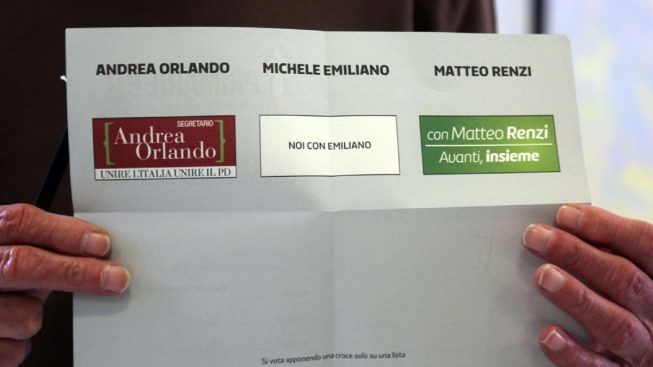 ANDREA ORLANDO MICHELE EMILIANO MATTEO RENZI
SEGRETARIO
Andrea
Orlando
UNIRE L'ITALIA UNIRE IL PD
NOI CON EMILIANO
con Matteo Renzi
Avanti, insieme
Si vota apponendo una croce solo su una lista